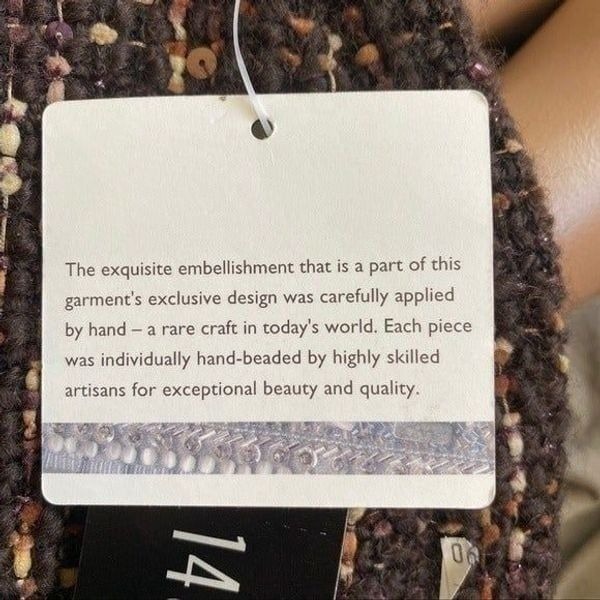 The exquisite embellishment that is a part of this
garment's exclusive design was carefully applied
by hand – a rare craft in today's world. Each piece
was individually hand-beaded by highly skilled
artisans for exceptional beauty and quality.
14
06